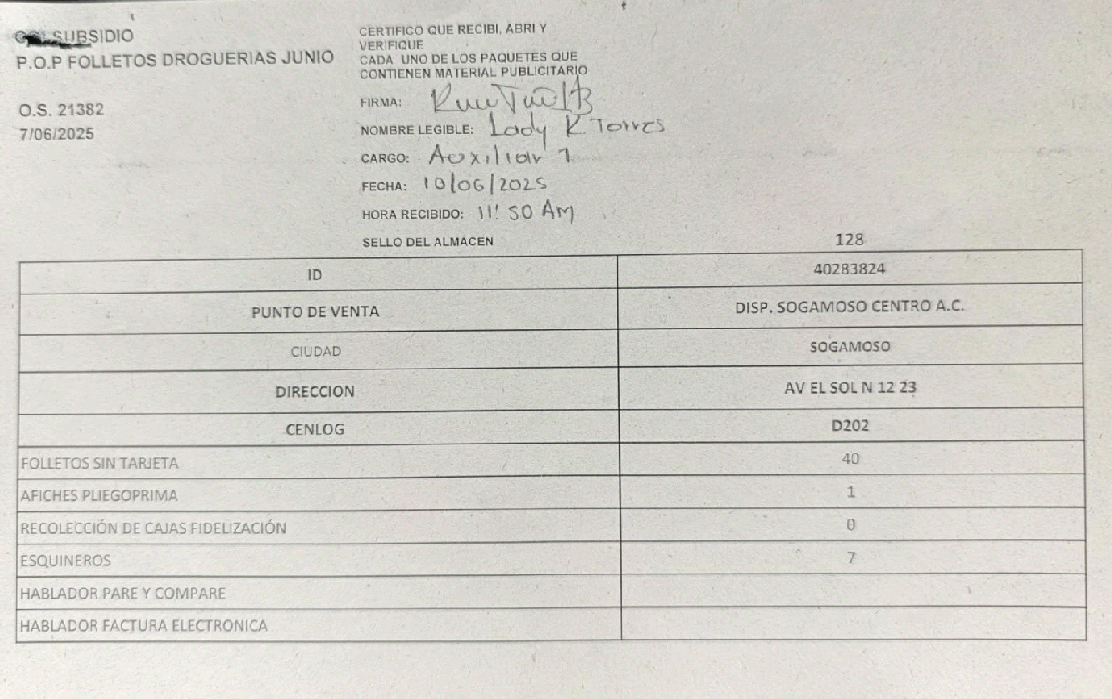 SUBSIDIO
P.O.P FOLLETOS DROGUERIAS JUNIO
O.S. 21382
7/06/2025
CERTIFICO QUE RECIBI, ABRI Y
VERIFIQUE
CADA UNO DE LOS PAQUETES QUE
CONTIENEN MATERIAL PUBLICITARIO
FIRMA:
NOMBRE LEGIBLE: Lady K Torres
CARGO: Auxiliar 1
FECHA: 10/06/2025
HORA RECIBIDO: 11:50 Am
SELLO DEL ALMACEN
128
ID 40283824
PUNTO DE VENTA DISP. SOGAMOSO CENTRO A.C.
CIUDAD SOGAMOSO
DIRECCION AV EL SOL N 12 23
CENLOG D202
FOLLETOS SIN TARJETA 40
AFICHES PLIEGOPRIMA 1
RECOLECCIÓN DE CAJAS FIDELIZACIÓN 0
ESQUINEROS 7
HABLADOR PARE Y COMPARE
HABLADOR FACTURA ELECTRONICA